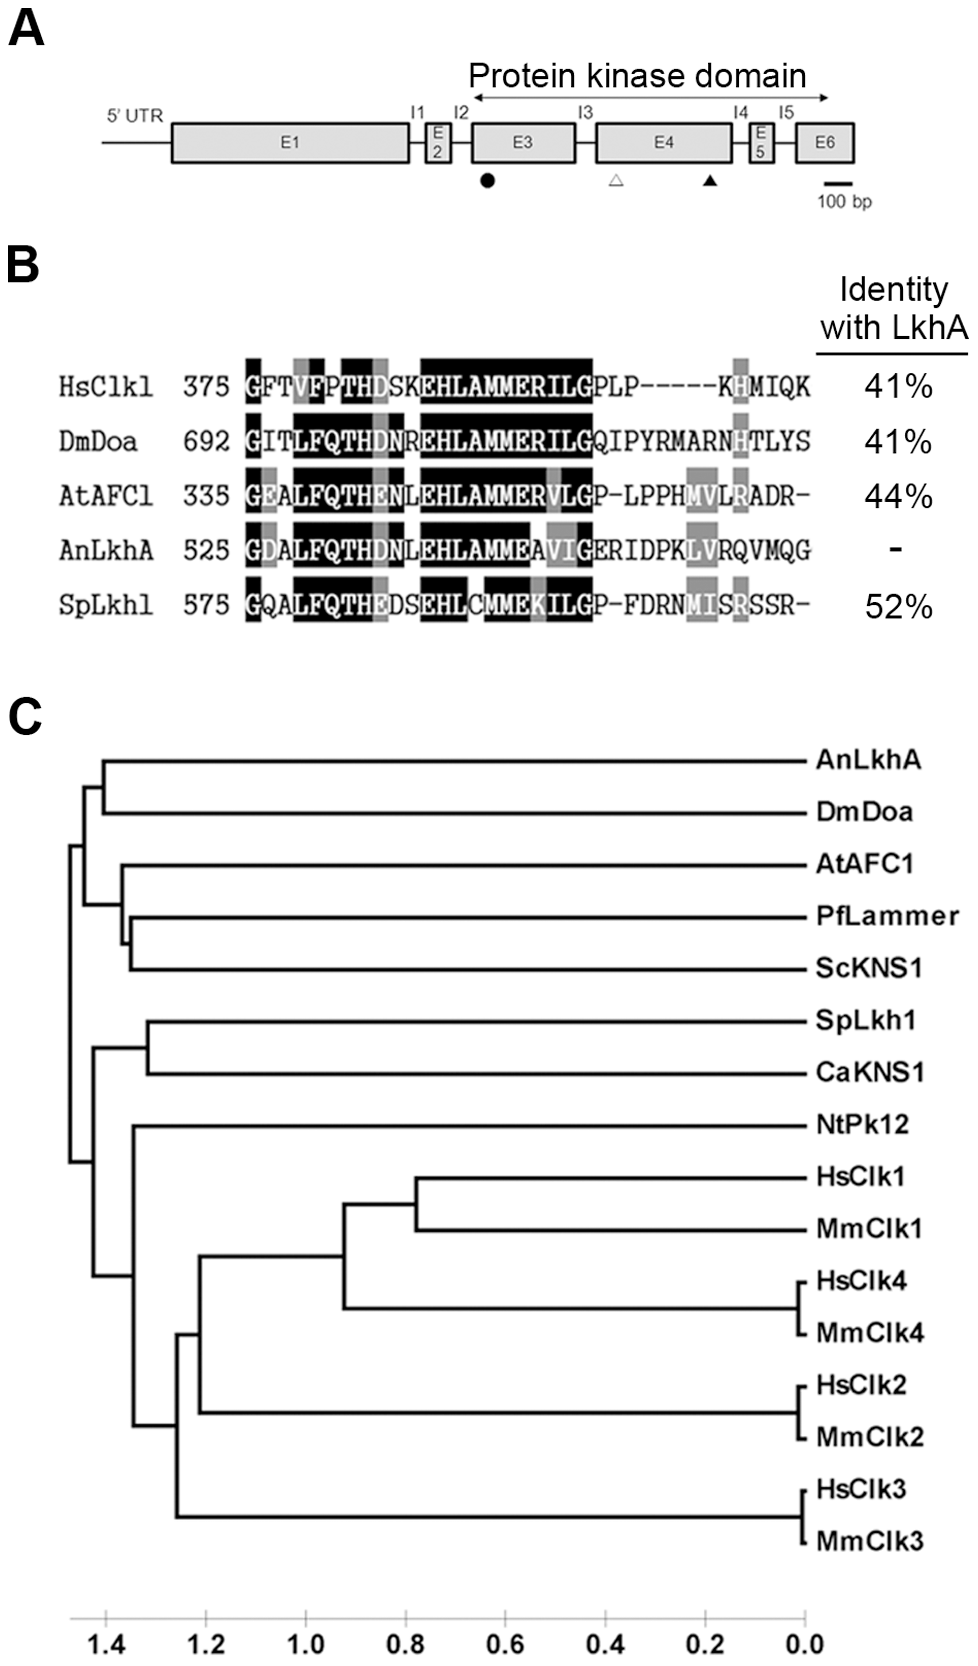 A
Protein kinase domain
5' UTR I1 I2 I3 I4 I5
E1 E2 E3 E4 E5 E6
100 bp
B
Identity
with LkhA
HsClk1 375 GFTVFPTHDSKEHLAMMERILGPLP-----KHMIQK 41%
DmDoa 692 GITLFQTHDNREHLAMMERILGQIPYRMARNHTLYS 41%
AtAFC1 335 GEALFQTHENLEHLAMMERVLGP-LPPHMVLRADR- 44%
AnLkhA 525 GDALFQTHDNLEHLAMMEAVIGERIDPKLVRQVMQG -
SpLkh1 575 GQALFQTHEDSEHLCMMEKILGP-FDRNMISRSSR- 52%
C
AnLkhA
DmDoa
AtAFC1
PfLammer
ScKNS1
SpLkh1
CaKNS1
NtPk12
HsClk1
MmClk1
HsClk4
MmClk4
HsClk2
MmClk2
HsClk3
MmClk3
1.4 1.2 1.0 0.8 0.6 0.4 0.2 0.0